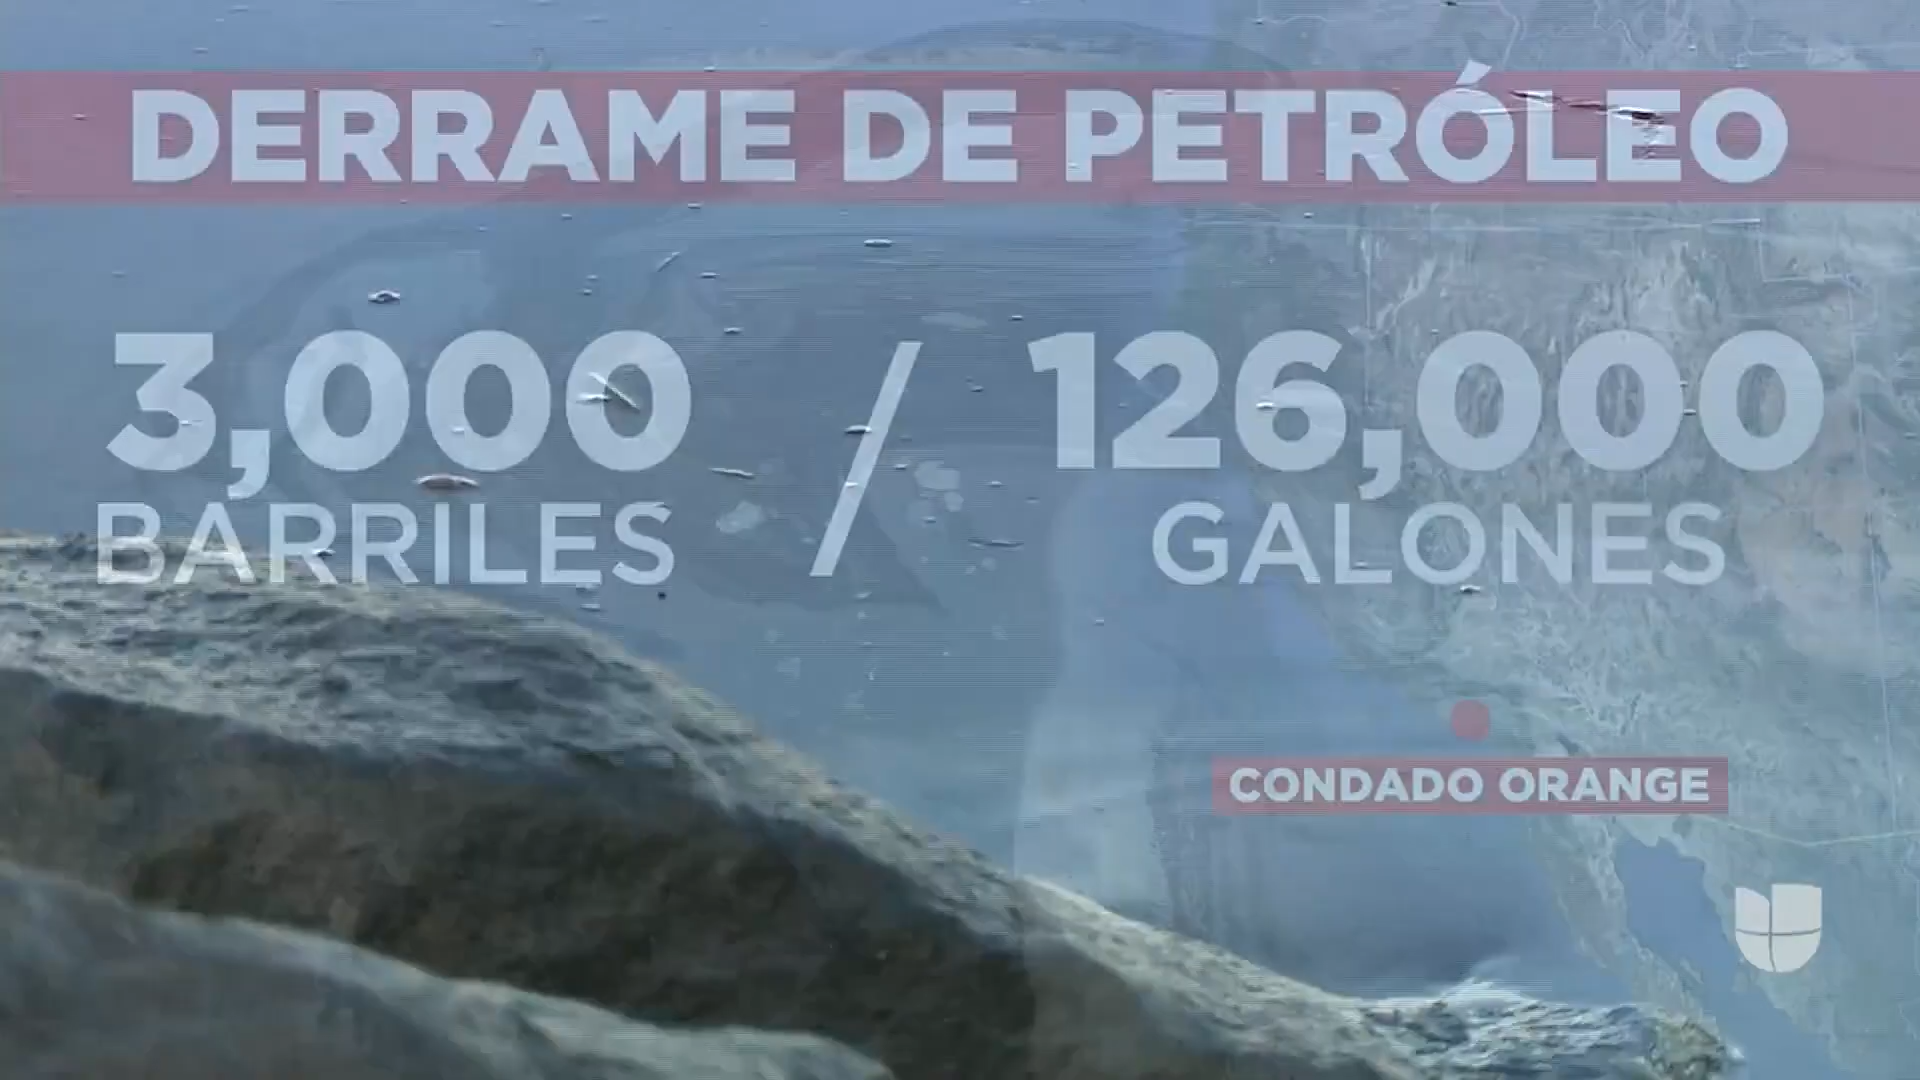 DERRAME DE PETRÓLEO
3,000 / 126,000
BARRILES GALONES
CONDADO ORANGE